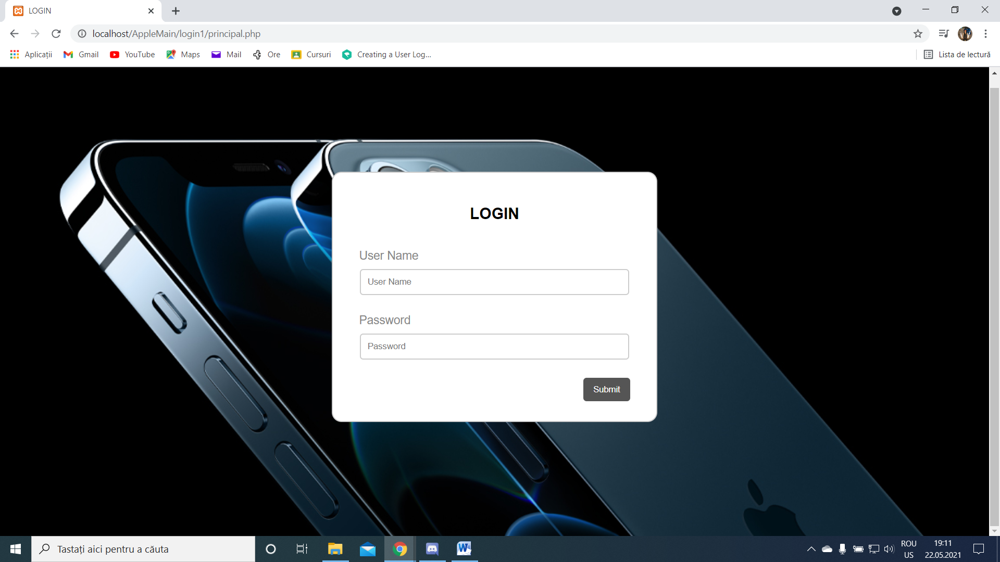 LOGIN
localhost/AppleMain/login1/principal.php
Aplicații Gmail YouTube Maps Mail Ore Cursuri Creating a User Log... Lista de lectură
LOGIN
User Name
User Name
Password
Password
Submit
Tastați aici pentru a căuta
ROU
US
19:11
22.05.2021